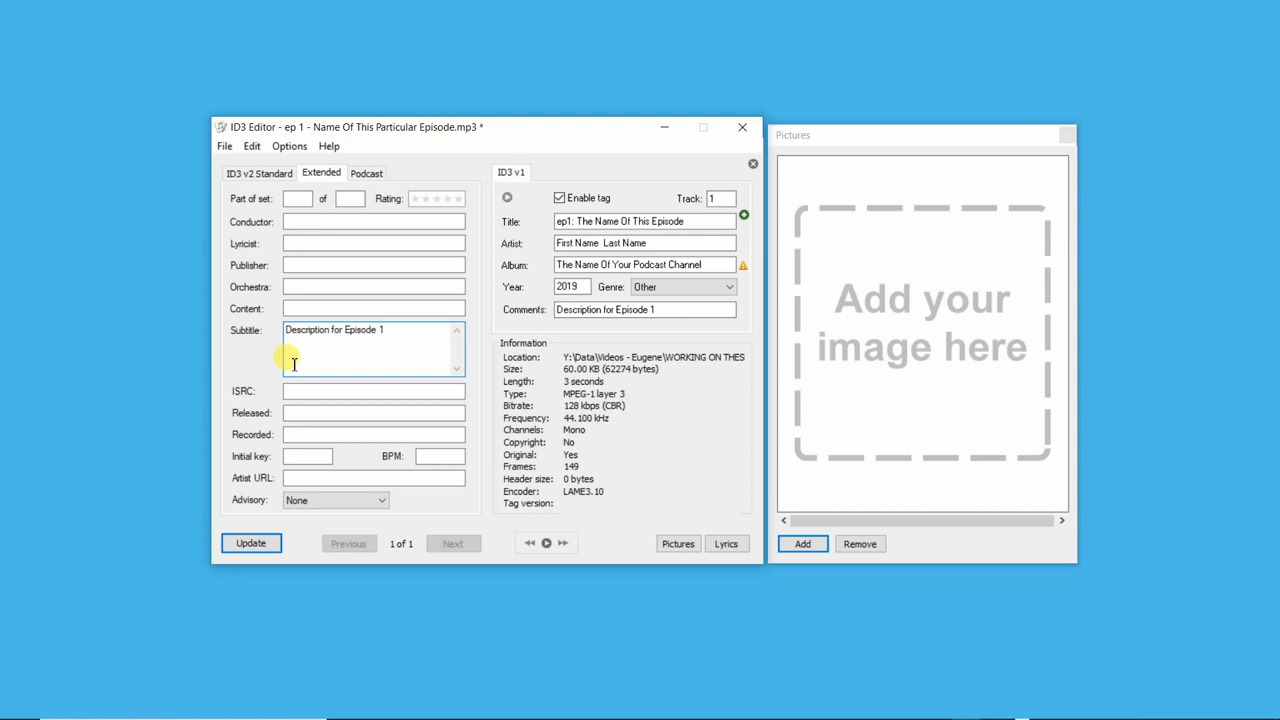 ID3 Editor - ep 1 - Name Of This Particular Episode.mp3 *
File Edit Options Help
ID3 v2 Standard Extended Podcast
Part of set: of Rating:
Conductor:
Lyricist:
Publisher:
Orchestra:
Content:
Subtitle: Description for Episode 1
ISRC:
Released:
Recorded:
Initial key: BPM:
Artist URL:
Advisory: None
Update Previous 1 of 1 Next
ID3 v1
Enable tag Track: 1
Title: ep1: The Name Of This Episode
Artist: First Name Last Name
Album: The Name Of Your Podcast Channel
Year: 2019 Genre: Other
Comments: Description for Episode 1
Information
Location: Y:\Data\Videos - Eugene\WORKING ON THES
Size: 60.00 KB (62274 bytes)
Length: 3 seconds
Type: MPEG-1 layer 3
Bitrate: 128 kbps (CBR)
Frequency: 44.100 kHz
Channels: Mono
Copyright: No
Original: Yes
Frames: 149
Header size: 0 bytes
Encoder: LAME3.10
Tag version:
Pictures Lyrics
Pictures
Add your
image here
Add Remove